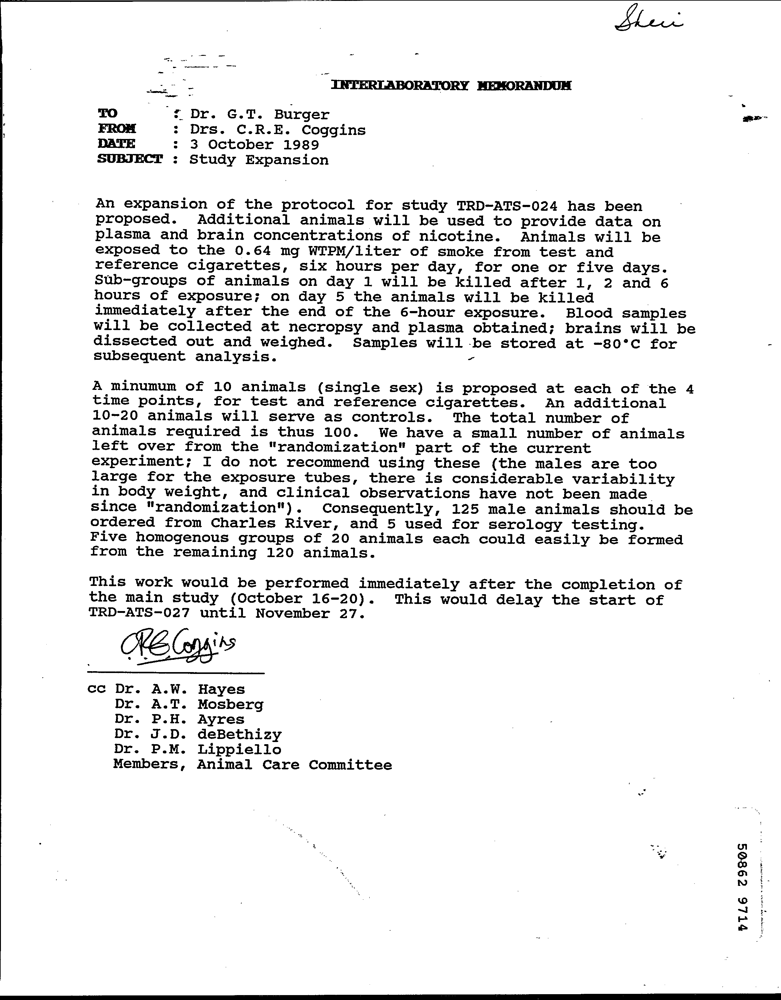 Sheri
INTERLABORATORY MEMORANDUM
TO : Dr. G.T. Burger
FROM : Drs. C.R.E. Coggins
DATE : 3 October 1989
SUBJECT : Study Expansion
An expansion of the protocol for study TRD-ATS-024 has been
proposed. Additional animals will be used to provide data on
plasma and brain concentrations of nicotine. Animals will be
exposed to the 0.64 mg WTPM/liter of smoke from test and
reference cigarettes, six hours per day, for one or five days.
Sub-groups of animals on day 1 will be killed after 1, 2 and 6
hours of exposure; on day 5 the animals will be killed
immediately after the end of the 6-hour exposure. Blood samples
will be collected at necropsy and plasma obtained; brains will be
dissected out and weighed. Samples will be stored at -80°C for
subsequent analysis.
A minumum of 10 animals (single sex) is proposed at each of the 4
time points, for test and reference cigarettes. An additional
10-20 animals will serve as controls. The total number of
animals required is thus 100. We have a small number of animals
left over from the "randomization" part of the current
experiment; I do not recommend using these (the males are too
large for the exposure tubes, there is considerable variability
in body weight, and clinical observations have not been made
since "randomization"). Consequently, 125 male animals should be
ordered from Charles River, and 5 used for serology testing.
Five homogenous groups of 20 animals each could easily be formed
from the remaining 120 animals.
This work would be performed immediately after the completion of
the main study (October 16-20). This would delay the start of
TRD-ATS-027 until November 27.
CRE Coggins
cc Dr. A.W. Hayes
Dr. A.T. Mosberg
Dr. P.H. Ayres
Dr. J.D. deBethizy
Dr. P.M. Lippiello
Members, Animal Care Committee
50862 9714